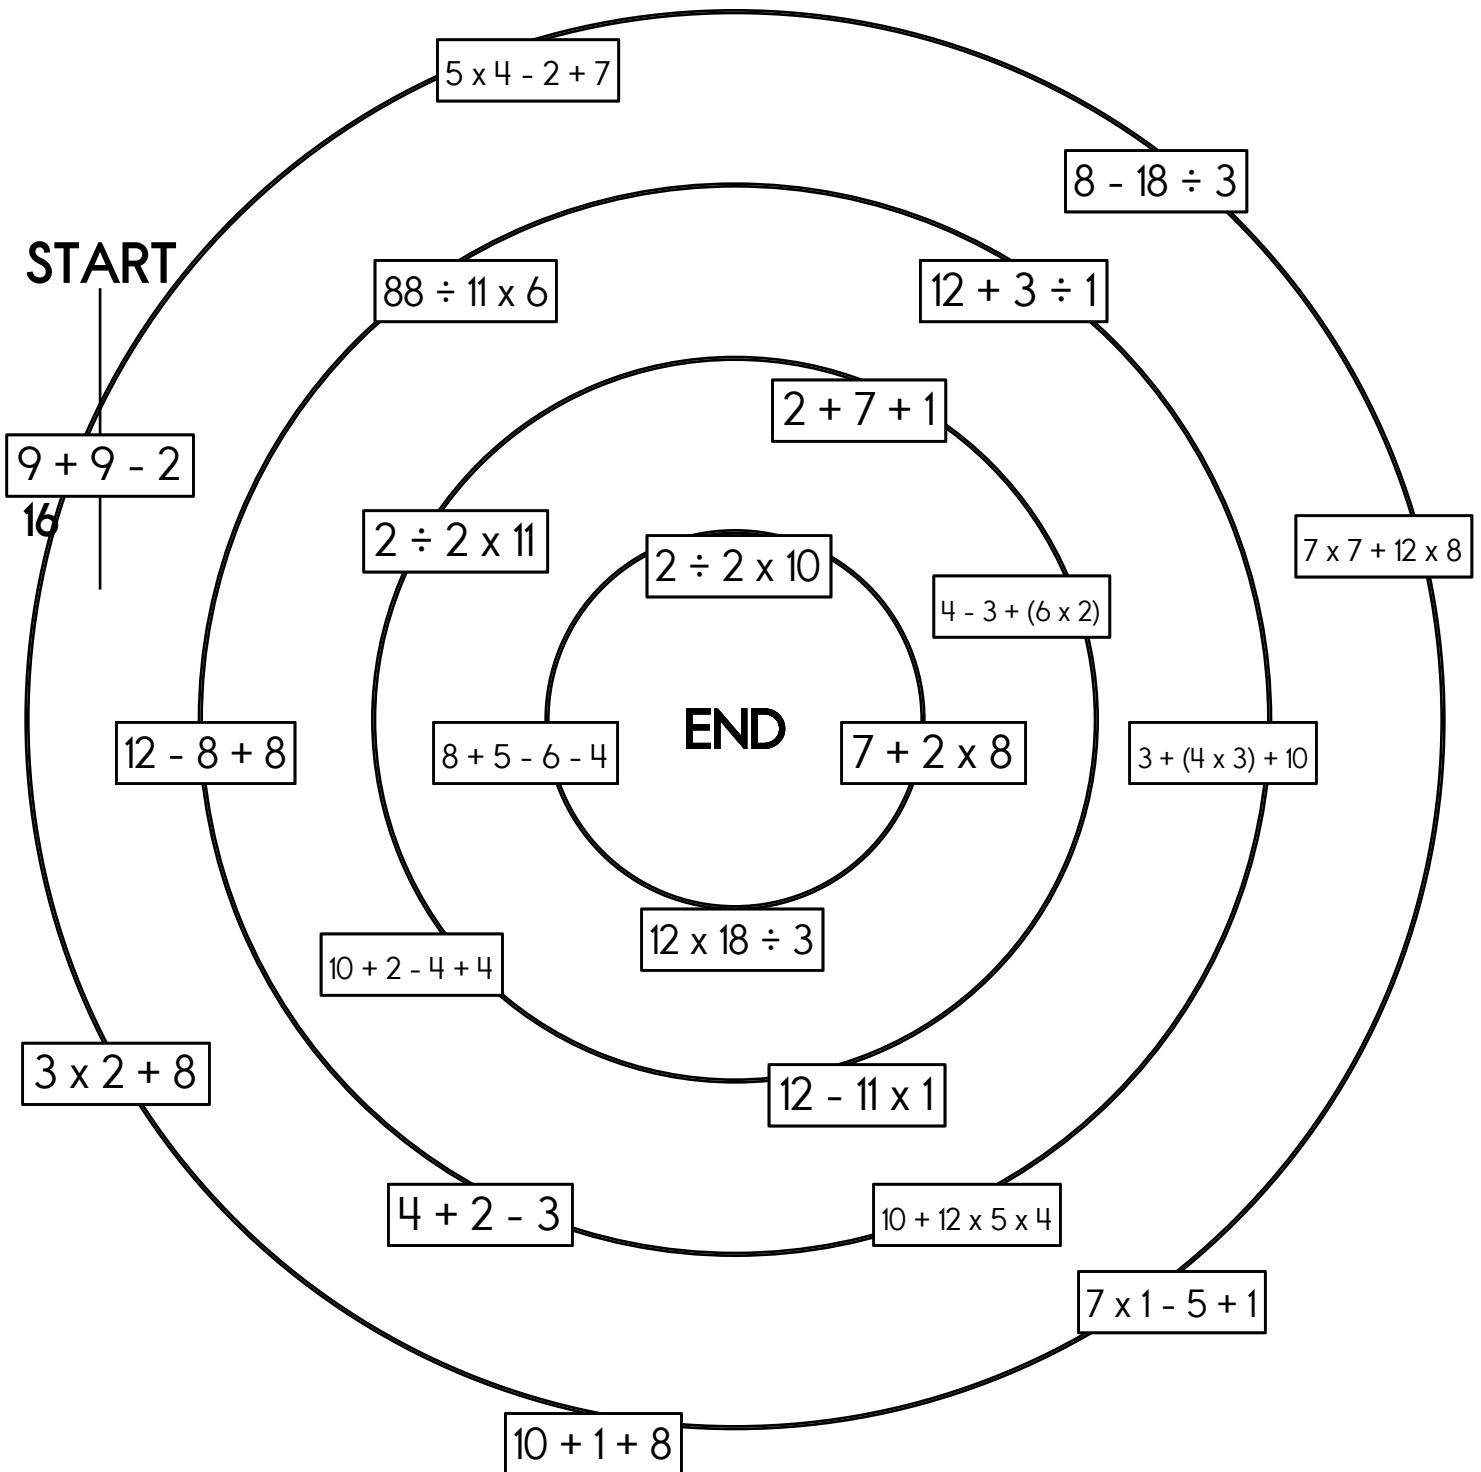 5 x 4 - 2 + 7
8 - 18 ÷ 3
START
88 ÷ 11 x 6
12 + 3 ÷ 1
2 + 7 + 1
9 + 9 - 2
16
2 ÷ 2 x 11
7 x 7 + 12 x 8
2 ÷ 2 x 10
4 - 3 + (6 x 2)
END
12 - 8 + 8
8 + 5 - 6 - 4
7 + 2 x 8
3 + (4 x 3) + 10
12 x 18 ÷ 3
10 + 2 - 4 + 4
3 x 2 + 8
12 - 11 x 1
4 + 2 - 3
10 + 12 x 5 x 4
7 x 1 - 5 + 1
10 + 1 + 8